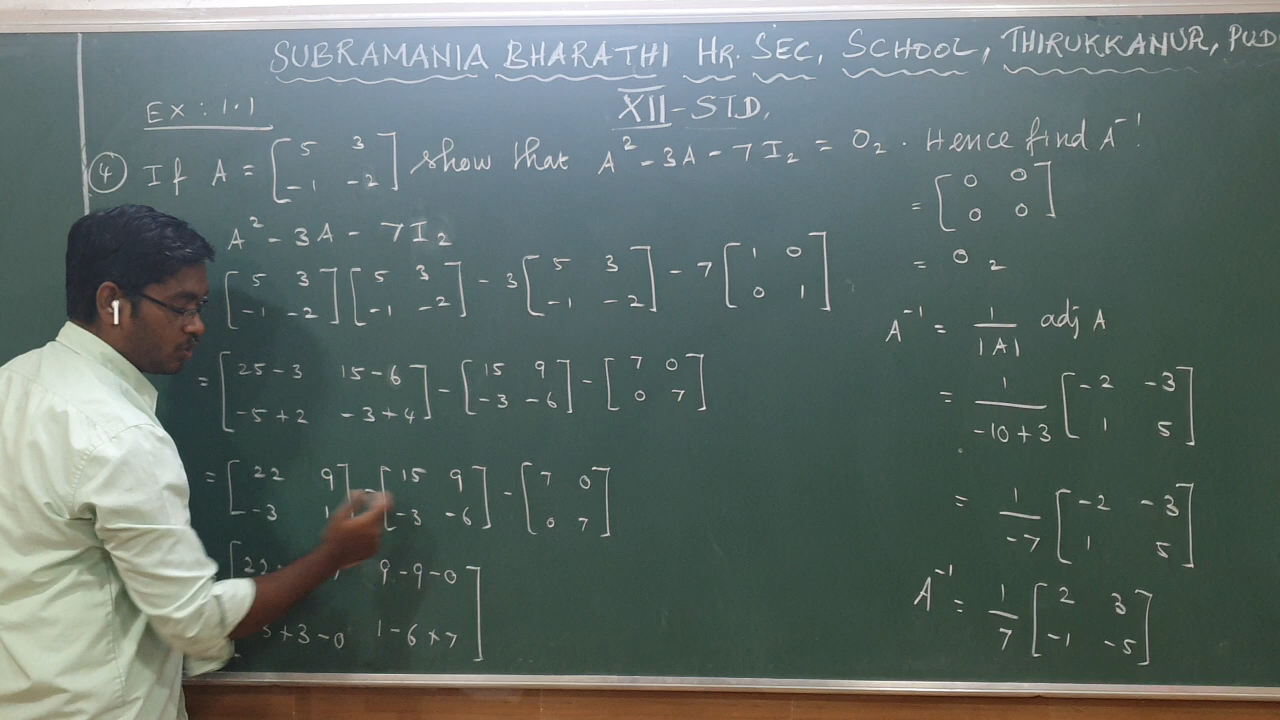 SUBRAMANIA BHARATHI HR. SEC, SCHOOL, THIRUKKANUR,
XII-STD.
EX: 1.1
④ If A = [5 3
-1 -2] show that A² - 3A - 7I₂ = O₂. Hence find A⁻¹!
A² - 3A - 7I₂
[5 3
-1 -2] [5 3
-1 -2] - 3 [5 3
-1 -2] - 7 [1 0
0 1]
= [25-3 15-6
-5+2 -3+4] - [15 9
-3 -6] - [7 0
0 7]
= [22 9
-3 1] - [15 9
-3 -6] - [7 0
0 7]
[22- 9-9-0
+3-0 1-6+7]
= [0 0
0 0]
= O₂
A⁻¹ = 1/|A| adj A
= 1/-10+3 [-2 -3
1 5]
= 1/-7 [-2 -3
1 5]
A⁻¹ = 1/7 [2 3
-1 -5]